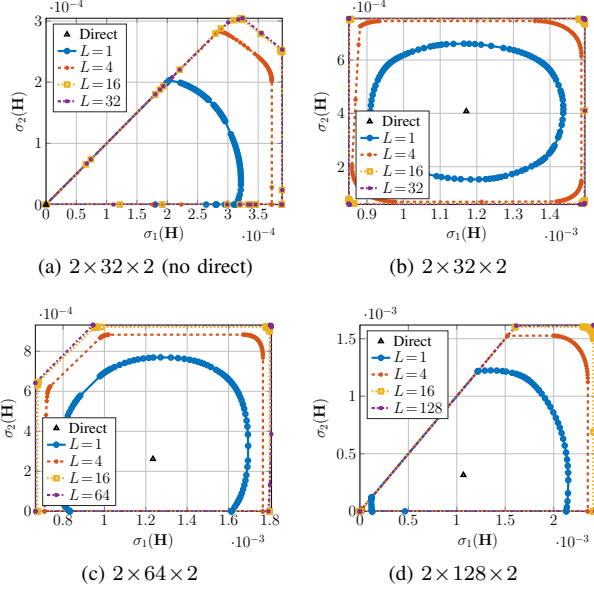 ·10⁻⁴
3
2
1
0
σ₂(H)
Direct
L=1
L=4
L=16
L=32
0 0.5 1 1.5 2 2.5 3 3.5
σ₁(H) ·10⁻⁴
(a) 2×32×2 (no direct)
·10⁻⁴
6
4
2
σ₂(H)
Direct
L=1
L=4
L=16
L=32
0.9 1 1.1 1.2 1.3 1.4
σ₁(H) ·10⁻³
(b) 2×32×2
·10⁻⁴
8
6
4
2
0
σ₂(H)
Direct
L=1
L=4
L=16
L=64
0.8 1 1.2 1.4 1.6 1.8
σ₁(H) ·10⁻³
(c) 2×64×2
·10⁻³
1.5
1
0.5
0
σ₂(H)
Direct
L=1
L=4
L=16
L=128
0 0.5 1 1.5 2
σ₁(H) ·10⁻³
(d) 2×128×2